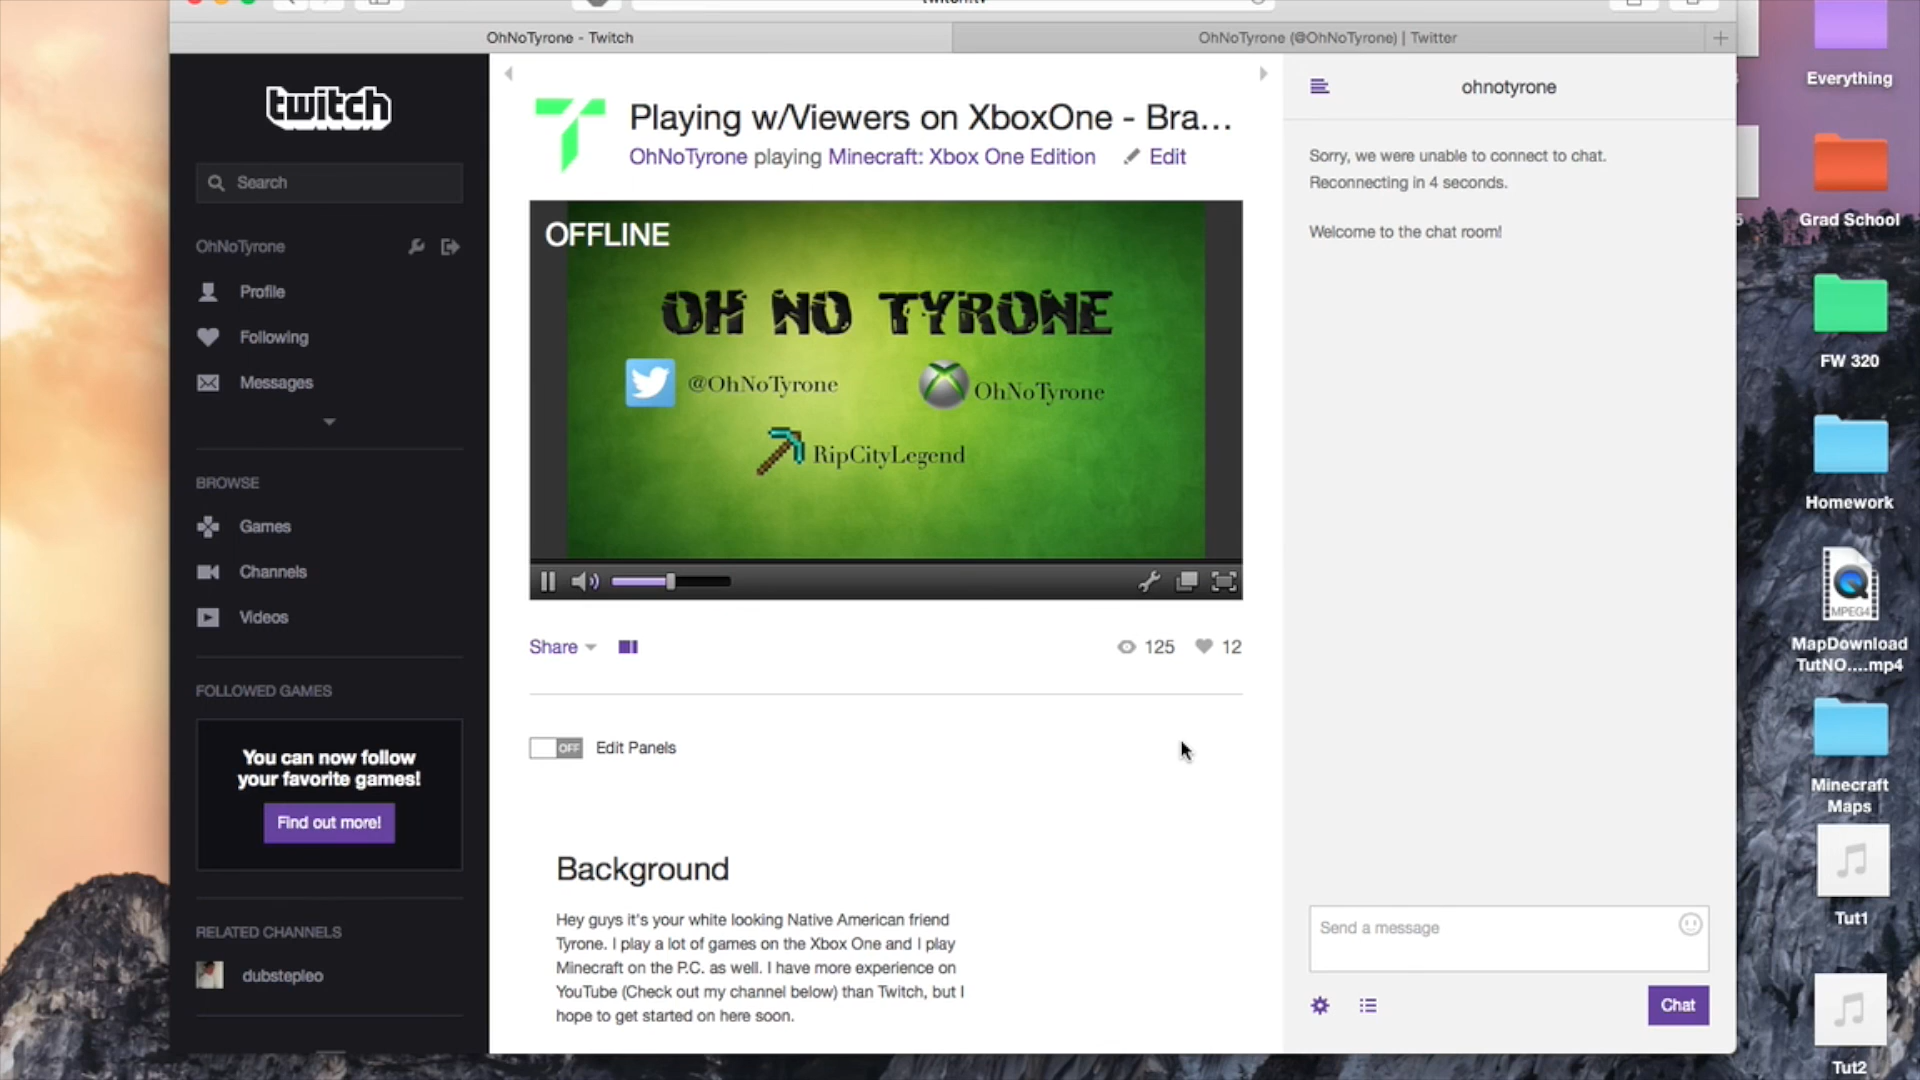 OhNoTyrone - Twitch
OhNoTyrone (@OhNoTyrone) | Twitter
twitch
Search
OhNoTyrone
Profile
Following
Messages
BROWSE
Games
Channels
Videos
FOLLOWED GAMES
You can now follow
your favorite games!
Find out more!
RELATED CHANNELS
dubstepleo
Playing w/Viewers on XboxOne - Bra...
OhNoTyrone playing Minecraft: Xbox One Edition Edit
OFFLINE
OH NO TYRONE
@OhNoTyrone
OhNoTyrone
RipCityLegend
Share
125
12
OFF Edit Panels
Background
Hey guys it's your white looking Native American friend
Tyrone. I play a lot of games on the Xbox One and I play
Minecraft on the P.C. as well. I have more experience on
YouTube (Check out my channel below) than Twitch, but I
hope to get started on here soon.
ohnotyrone
Sorry, we were unable to connect to chat.
Reconnecting in 4 seconds.
Welcome to the chat room!
Send a message
Chat
Everything
Grad School
FW 320
Homework
MPEG4
MapDownload
TutNO....mp4
Minecraft
Maps
Tut1
Tut2